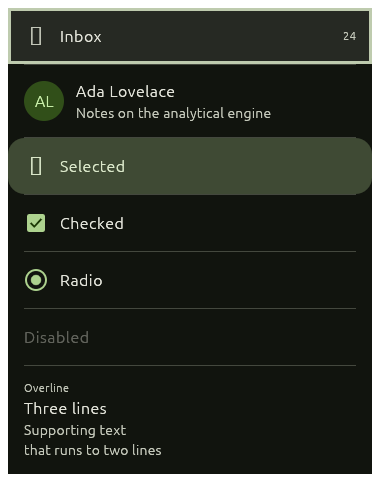 Inbox
24
AL
Ada Lovelace
Notes on the analytical engine
Selected
Checked
Radio
Disabled
Overline
Three lines
Supporting text
that runs to two lines